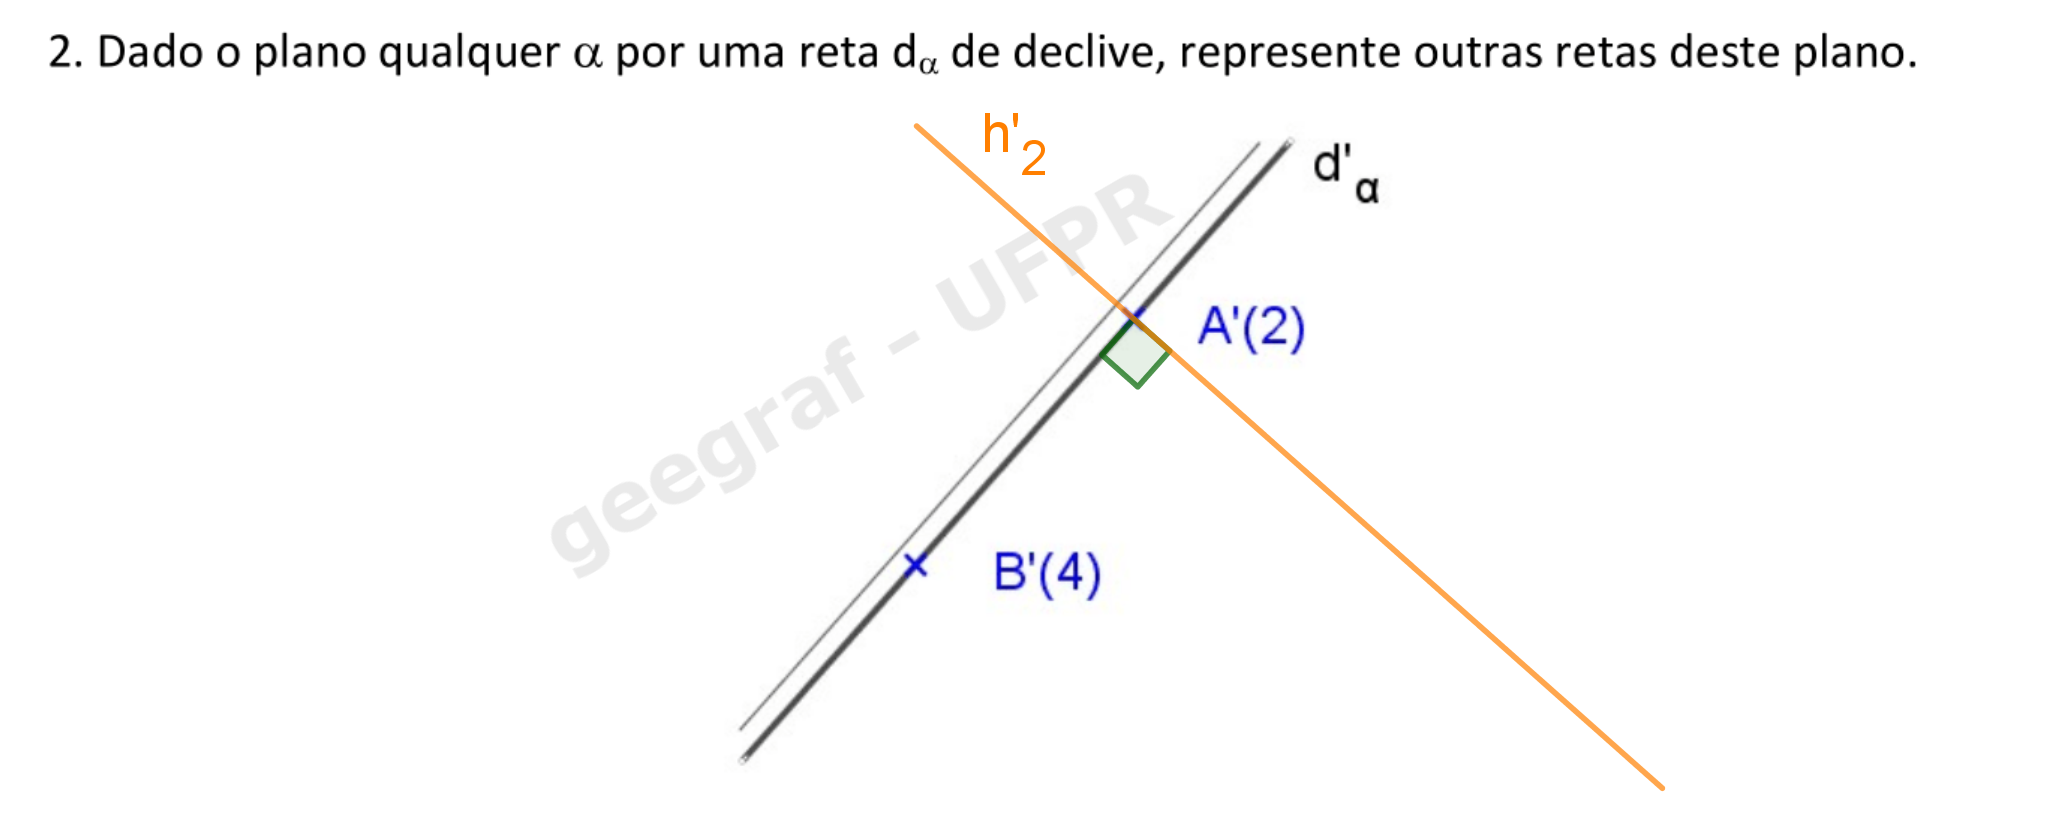 2. Dado o plano qualquer α por uma reta dα de declive, represente outras retas deste plano.
h'2
d'α
geegraf - UFPR
A'(2)
B'(4)